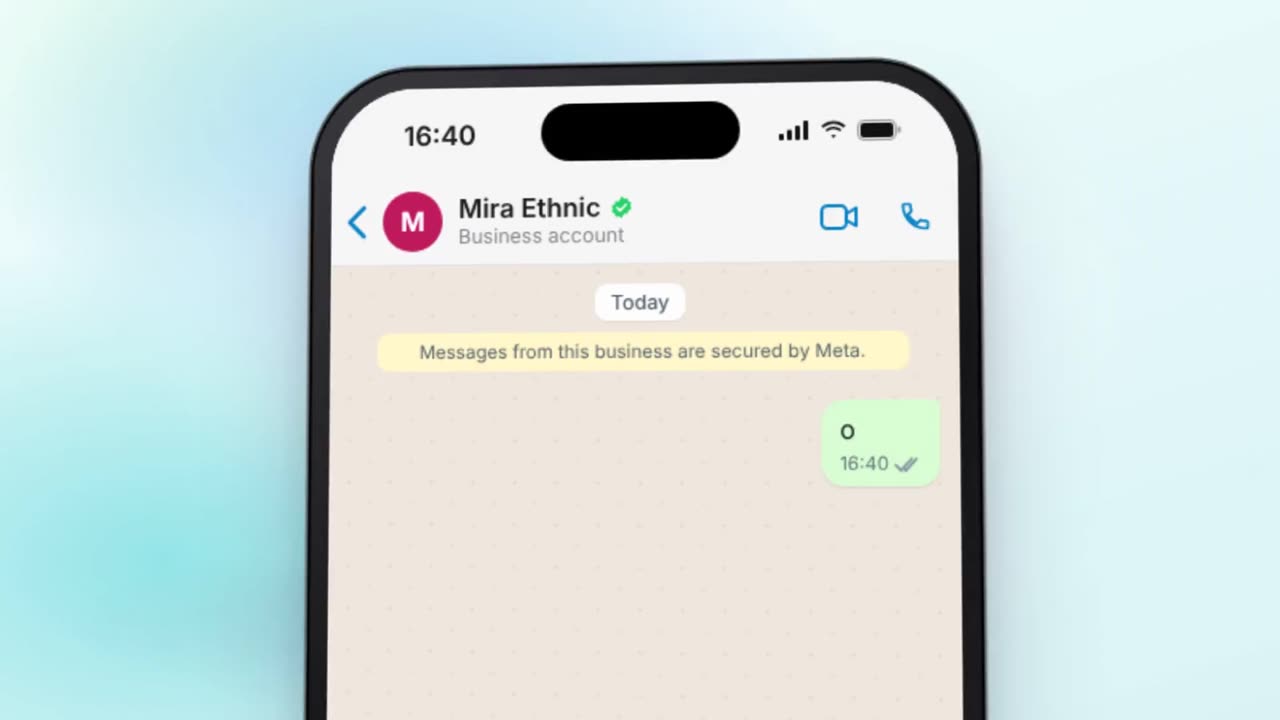 16:40
M
Mira Ethnic
Business account
Today
Messages from this business are secured by Meta.
o
16:40